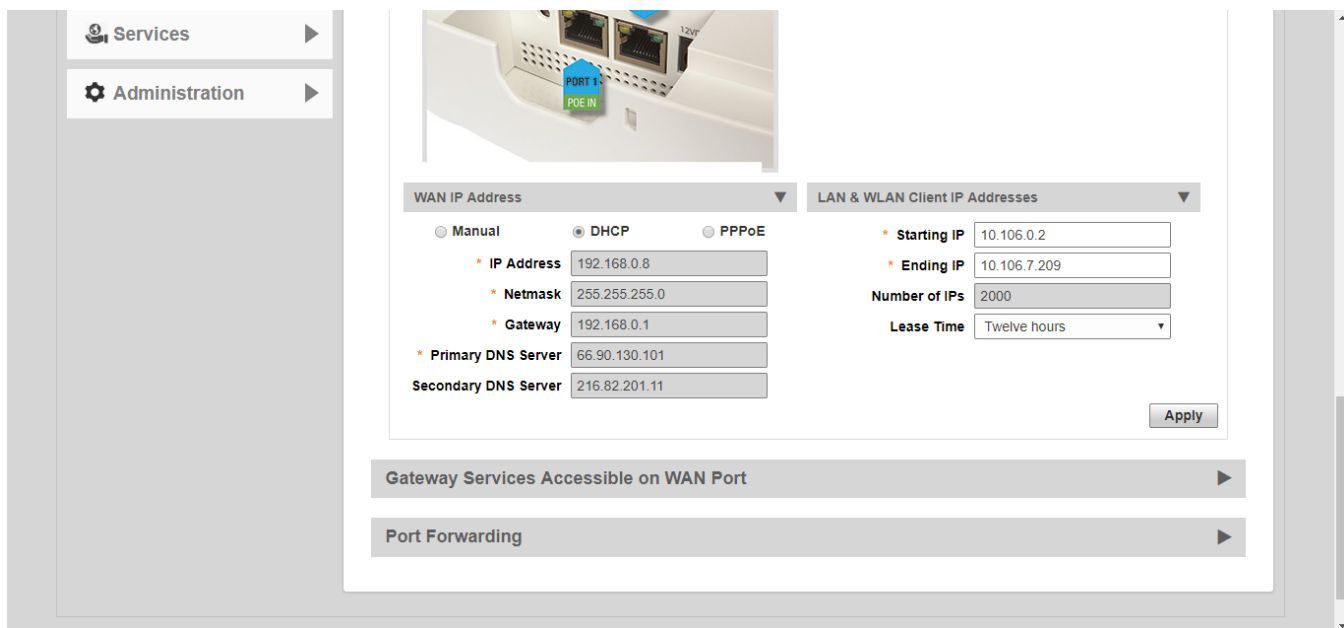 Services
Administration
PORT 1
POE IN
WAN IP Address
Manual DHCP PPPoE
* IP Address 192.168.0.8
* Netmask 255.255.255.0
* Gateway 192.168.0.1
* Primary DNS Server 66.90.130.101
Secondary DNS Server 216.82.201.11
LAN & WLAN Client IP Addresses
* Starting IP 10.106.0.2
* Ending IP 10.106.7.209
Number of IPs 2000
Lease Time Twelve hours
Apply
Gateway Services Accessible on WAN Port
Port Forwarding